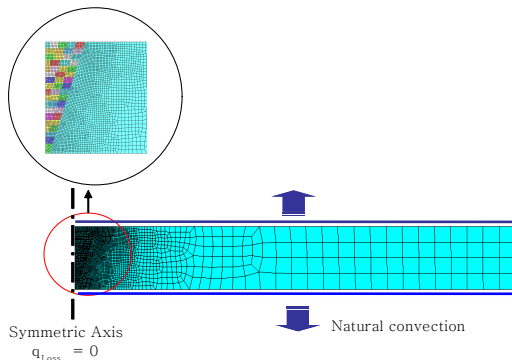 Symmetric Axis
q_Loss = 0
Natural convection